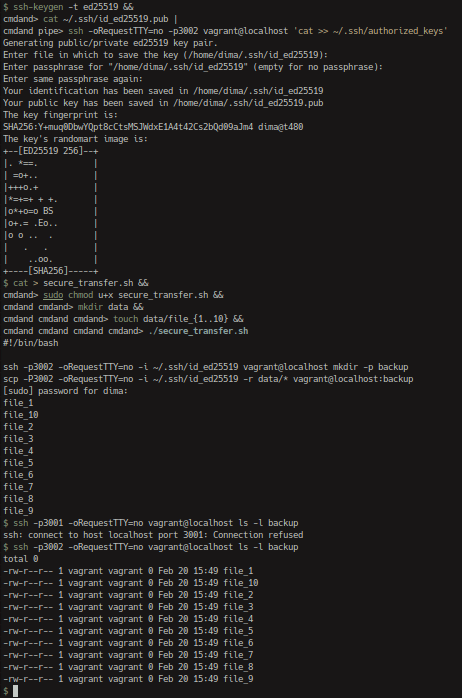 $ ssh-keygen -t ed25519 &&
cmdand> cat ~/.ssh/id_ed25519.pub |
cmdand pipe> ssh -oRequestTTY=no -p3002 vagrant@localhost 'cat >> ~/.ssh/authorized_keys'
Generating public/private ed25519 key pair.
Enter file in which to save the key (/home/dima/.ssh/id_ed25519):
Enter passphrase for "/home/dima/.ssh/id_ed25519" (empty for no passphrase):
Enter same passphrase again:
Your identification has been saved in /home/dima/.ssh/id_ed25519
Your public key has been saved in /home/dima/.ssh/id_ed25519.pub
The key fingerprint is:
SHA256:Y+muq0DbwYQpt8cCtsMSJWdxE1A4t42Cs2bQd09aJm4 dima@t480
The key's randomart image is:
+--[ED25519 256]--+
|. *==.           |
| =o+..           |
|+++o.+           |
|*=+=+ + +.       |
|o*+o=o BS        |
|o+.= .Eo..       |
|o o ..  .        |
|   .   .         |
|    ..oo.        |
+----[SHA256]-----+
$ cat > secure_transfer.sh &&
cmdand> sudo chmod u+x secure_transfer.sh &&
cmdand cmdand> mkdir data &&
cmdand cmdand cmdand> touch data/file_{1..10} &&
cmdand cmdand cmdand cmdand> ./secure_transfer.sh
#!/bin/bash

ssh -p3002 -oRequestTTY=no -i ~/.ssh/id_ed25519 vagrant@localhost mkdir -p backup
scp -P3002 -oRequestTTY=no -i ~/.ssh/id_ed25519 -r data/* vagrant@localhost:backup
[sudo] password for dima:
file_1
file_10
file_2
file_3
file_4
file_5
file_6
file_7
file_8
file_9
$ ssh -p3001 -oRequestTTY=no vagrant@localhost ls -l backup
ssh: connect to host localhost port 3001: Connection refused
$ ssh -p3002 -oRequestTTY=no vagrant@localhost ls -l backup
total 0
-rw-r--r-- 1 vagrant vagrant 0 Feb 20 15:49 file_1
-rw-r--r-- 1 vagrant vagrant 0 Feb 20 15:49 file_10
-rw-r--r-- 1 vagrant vagrant 0 Feb 20 15:49 file_2
-rw-r--r-- 1 vagrant vagrant 0 Feb 20 15:49 file_3
-rw-r--r-- 1 vagrant vagrant 0 Feb 20 15:49 file_4
-rw-r--r-- 1 vagrant vagrant 0 Feb 20 15:49 file_5
-rw-r--r-- 1 vagrant vagrant 0 Feb 20 15:49 file_6
-rw-r--r-- 1 vagrant vagrant 0 Feb 20 15:49 file_7
-rw-r--r-- 1 vagrant vagrant 0 Feb 20 15:49 file_8
-rw-r--r-- 1 vagrant vagrant 0 Feb 20 15:49 file_9
$